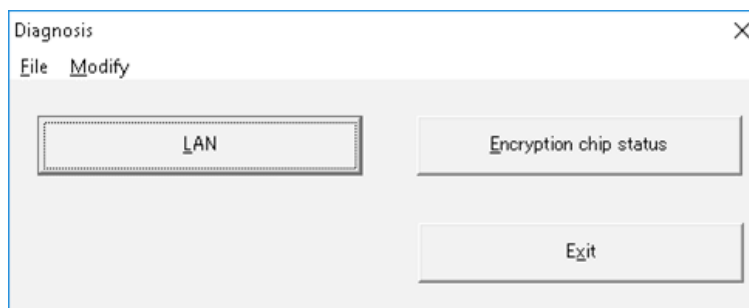 Diagnosis
File Modify
LAN
Encryption chip status
Exit